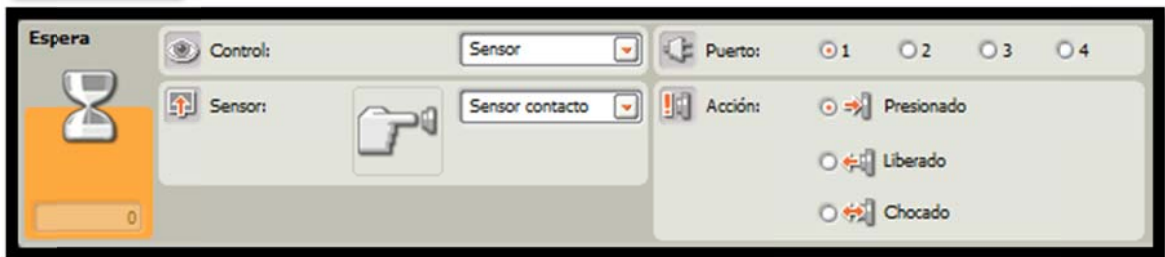 Espera
Control:
Sensor
Puerto:
1
2
3
4
Sensor:
Sensor contacto
Acción:
Presionado
Liberado
Chocado
0